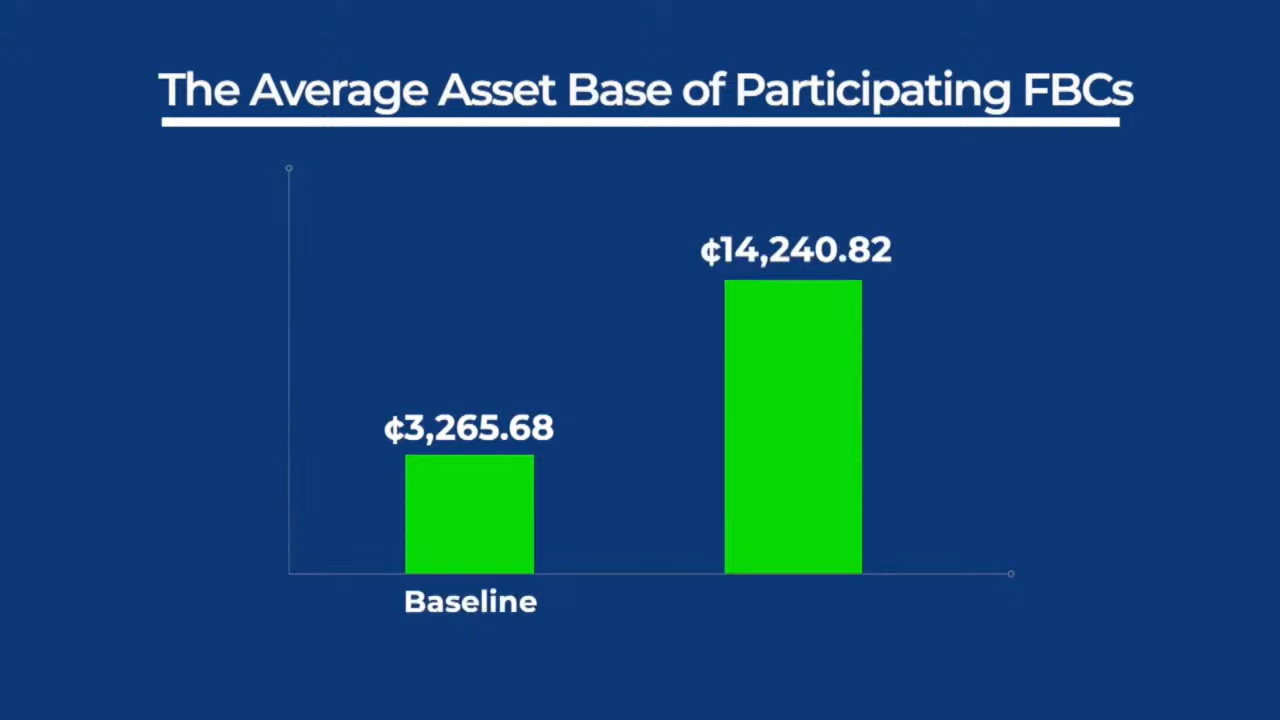 The Average Asset Base of Participating FBCs
¢14,240.82
¢3,265.68
Baseline